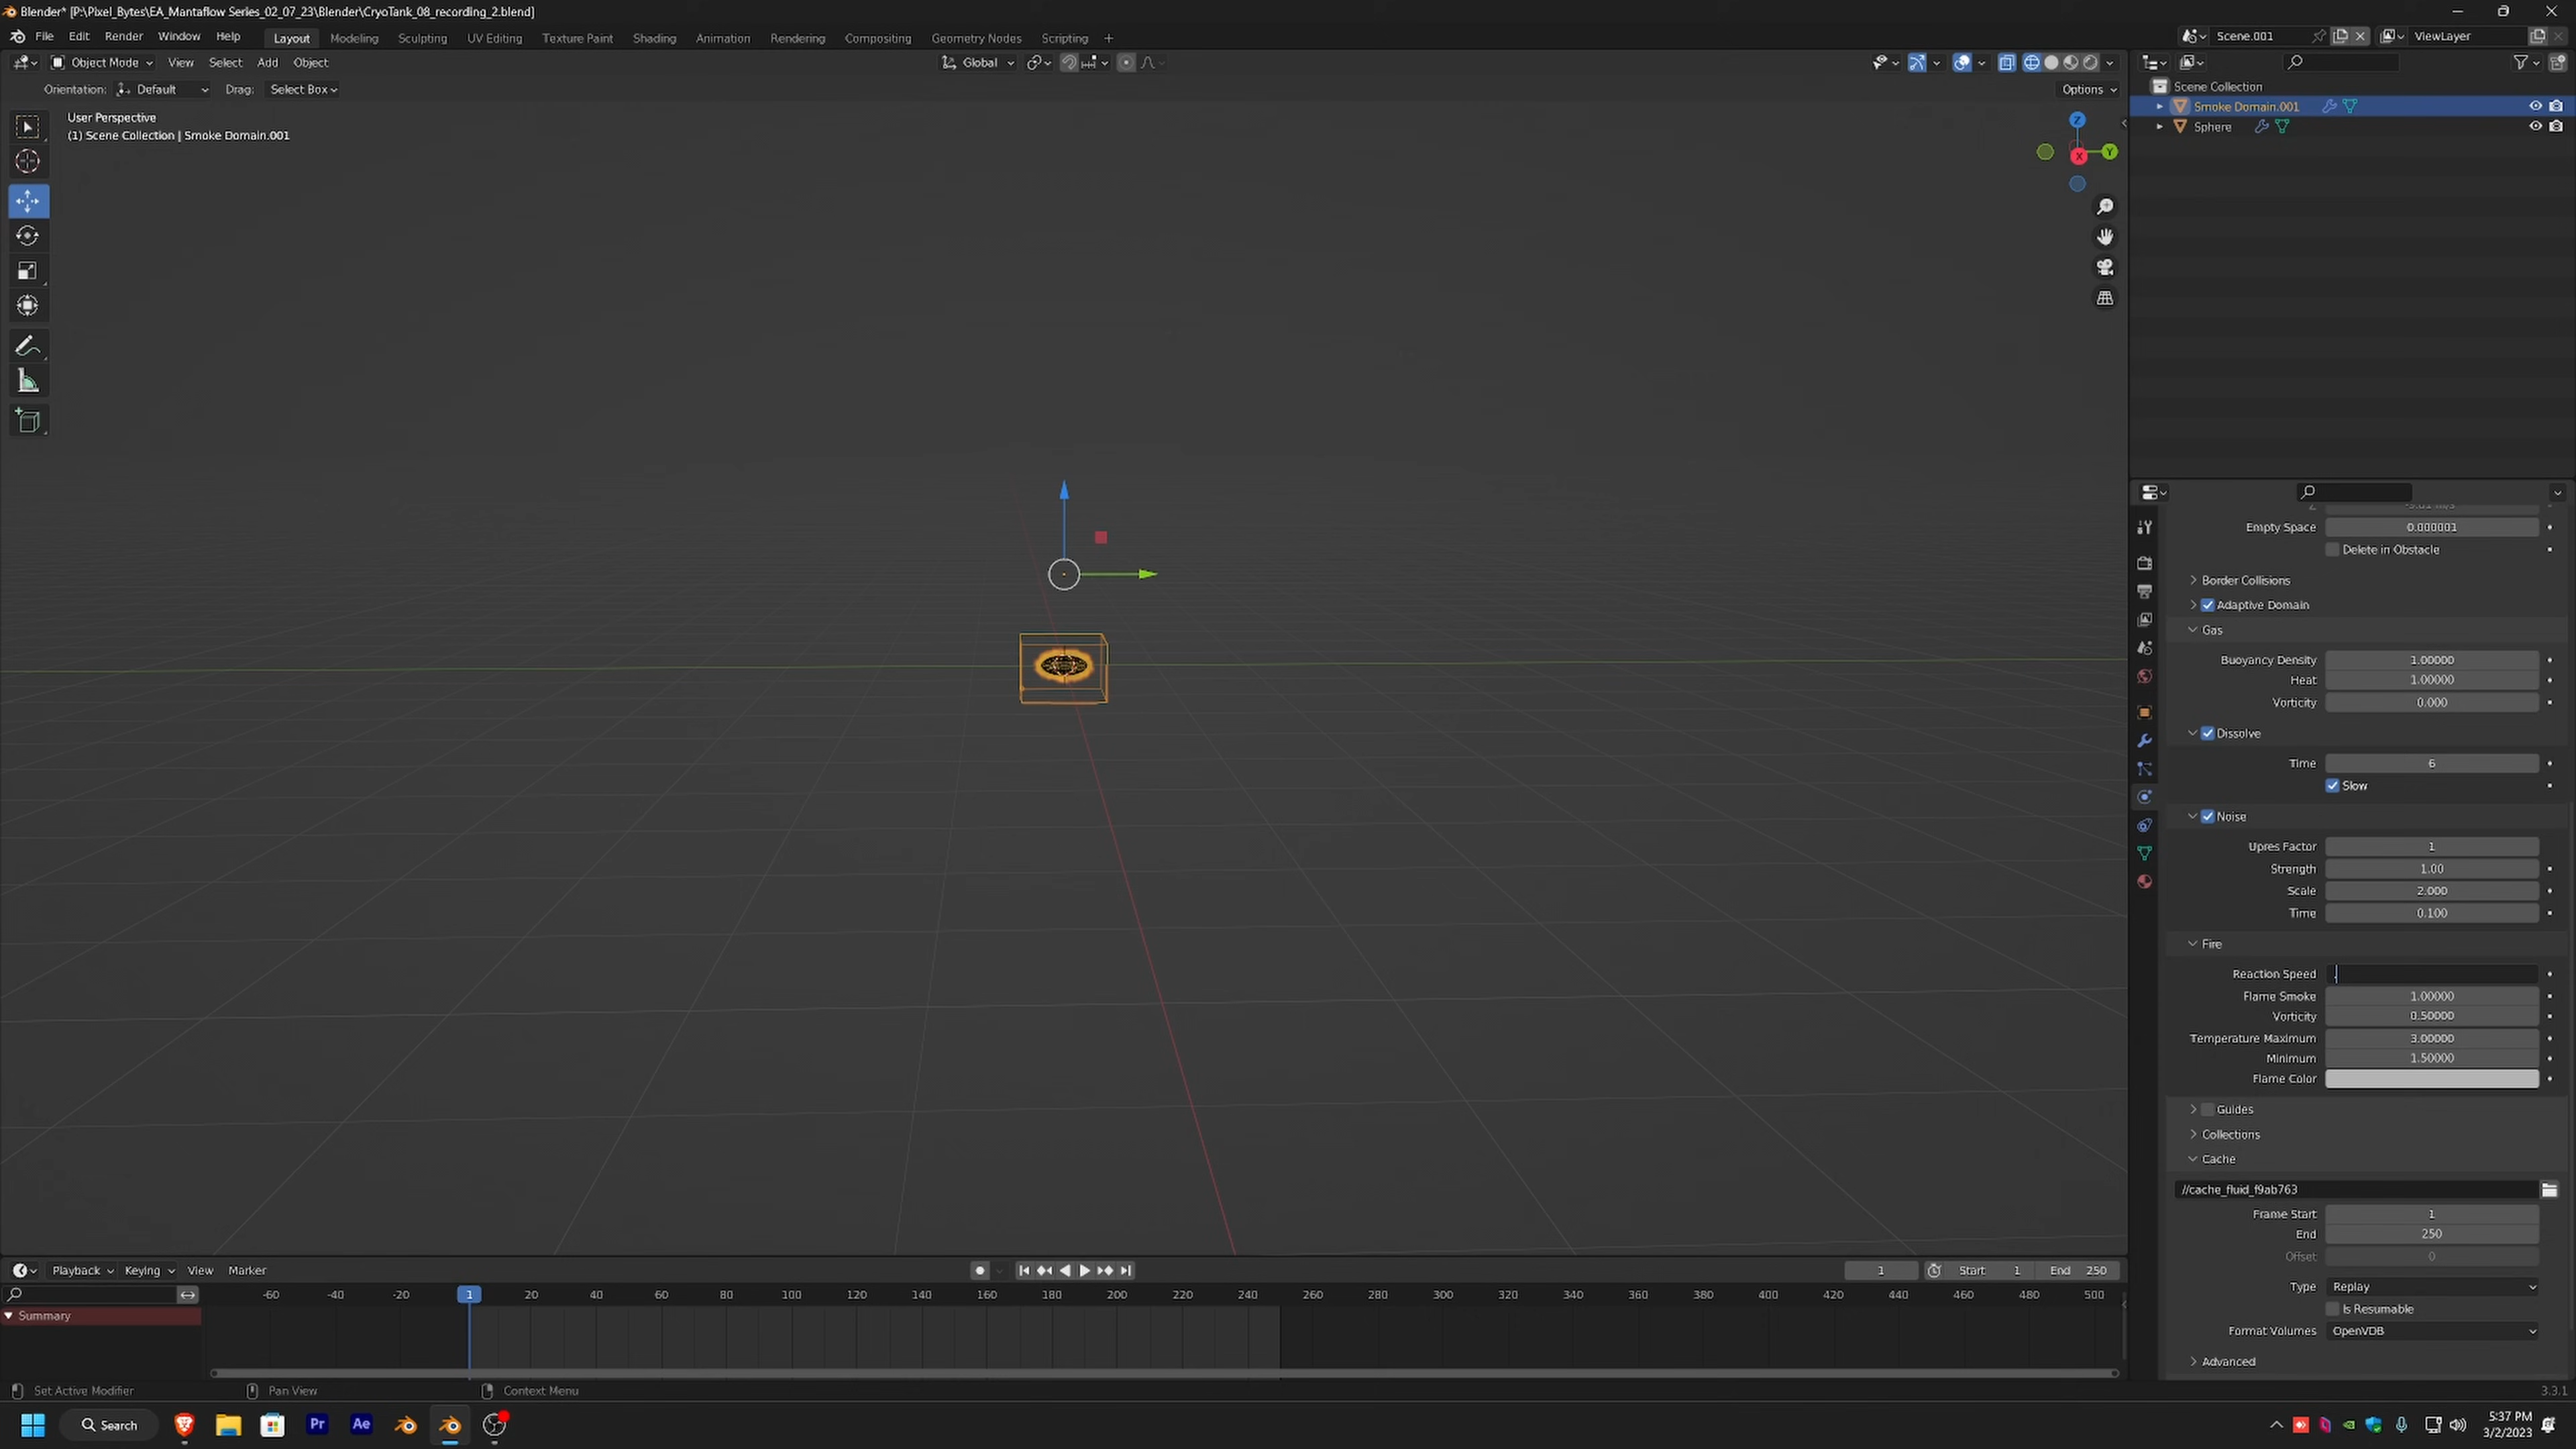 Blender* [P:\Pixel_Bytes\EA_Mantaflow Series_02_07_23\Blender\CryoTank_08_recording_2.blend]
File Edit Render Window Help Layout Modeling Sculpting UV Editing Texture Paint Shading Animation Rendering Compositing Geometry Nodes Scripting +
Scene.001 ViewLayer
Object Mode View Select Add Object Global
Orientation: Default Drag: Select Box Options
User Perspective
(1) Scene Collection | Smoke Domain.001
Z
Y
X
Scene Collection
Smoke Domain.001
Sphere
Empty Space 0.000001
Delete in Obstacle
Border Collisions
Adaptive Domain
Gas
Buoyancy Density 1.00000
Heat 1.00000
Vorticity 0.000
Dissolve
Time 6
Slow
Noise
Upres Factor 1
Strength 1.00
Scale 2.000
Time 0.100
Fire
Reaction Speed .
Flame Smoke 1.00000
Vorticity 0.50000
Temperature Maximum 3.00000
Minimum 1.50000
Flame Color
Guides
Collections
Cache
//cache_fluid_f9ab763
Frame Start 1
End 250
Offset 0
Type Replay
Is Resumable
Format Volumes OpenVDB
Advanced
Playback Keying View Marker 1 Start 1 End 250
-60 -40 -20 1 20 40 60 80 100 120 140 160 180 200 220 240 260 280 300 320 340 360 380 400 420 440 460 480 500
Summary
Set Active Modifier Pan View Context Menu 3.3.1
Search Pr Ae
5:37 PM
3/2/2023